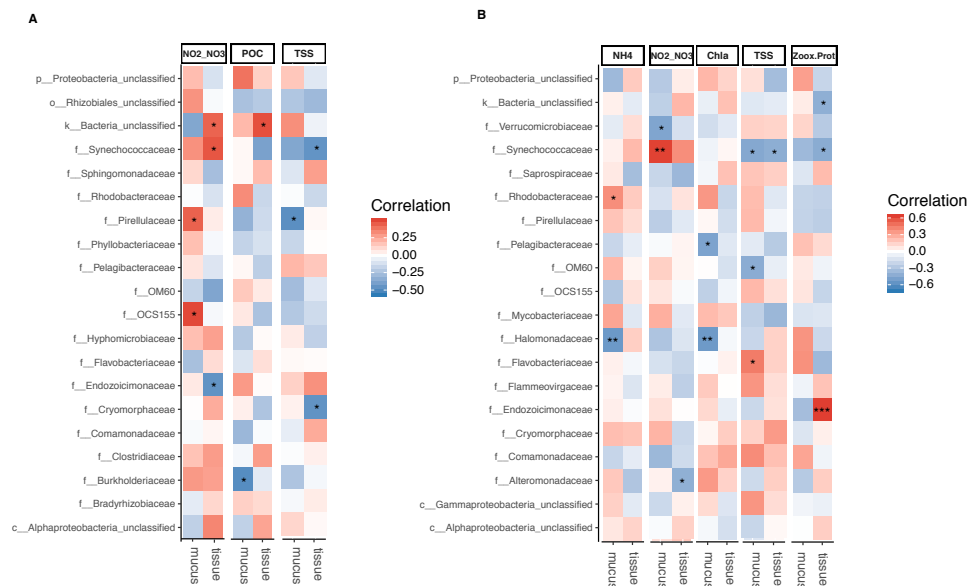 A
NO2_NO3 POC TSS
p__Proteobacteria_unclassified
o__Rhizobiales_unclassified
k__Bacteria_unclassified * *
f__Synechococcaceae * *
f__Sphingomonadaceae
f__Rhodobacteraceae
f__Pirellulaceae * *
f__Phyllobacteriaceae
f__Pelagibacteraceae
f__OM60
f__OCS155 *
f__Hyphomicrobiaceae
f__Flavobacteriaceae
f__Endozoicimonaceae *
f__Cryomorphaceae *
f__Comamonadaceae
f__Clostridiaceae
f__Burkholderiaceae *
f__Bradyrhizobiaceae
c__Alphaproteobacteria_unclassified
mucus tissue mucus tissue mucus tissue
Correlation
0.25
0.00
−0.25
−0.50
B
NH4 NO2_NO3 Chla TSS Zoox.Prot
p__Proteobacteria_unclassified
k__Bacteria_unclassified *
f__Verrucomicrobiaceae *
f__Synechococcaceae ** * * *
f__Saprospiraceae
f__Rhodobacteraceae *
f__Pirellulaceae
f__Pelagibacteraceae *
f__OM60 *
f__OCS155
f__Mycobacteriaceae
f__Halomonadaceae ** **
f__Flavobacteriaceae *
f__Flammeovirgaceae
f__Endozoicimonaceae ***
f__Cryomorphaceae
f__Comamonadaceae
f__Alteromonadaceae *
c__Gammaproteobacteria_unclassified
c__Alphaproteobacteria_unclassified
mucus tissue mucus tissue mucus tissue mucus tissue mucus tissue
Correlation
0.6
0.3
0.0
−0.3
−0.6